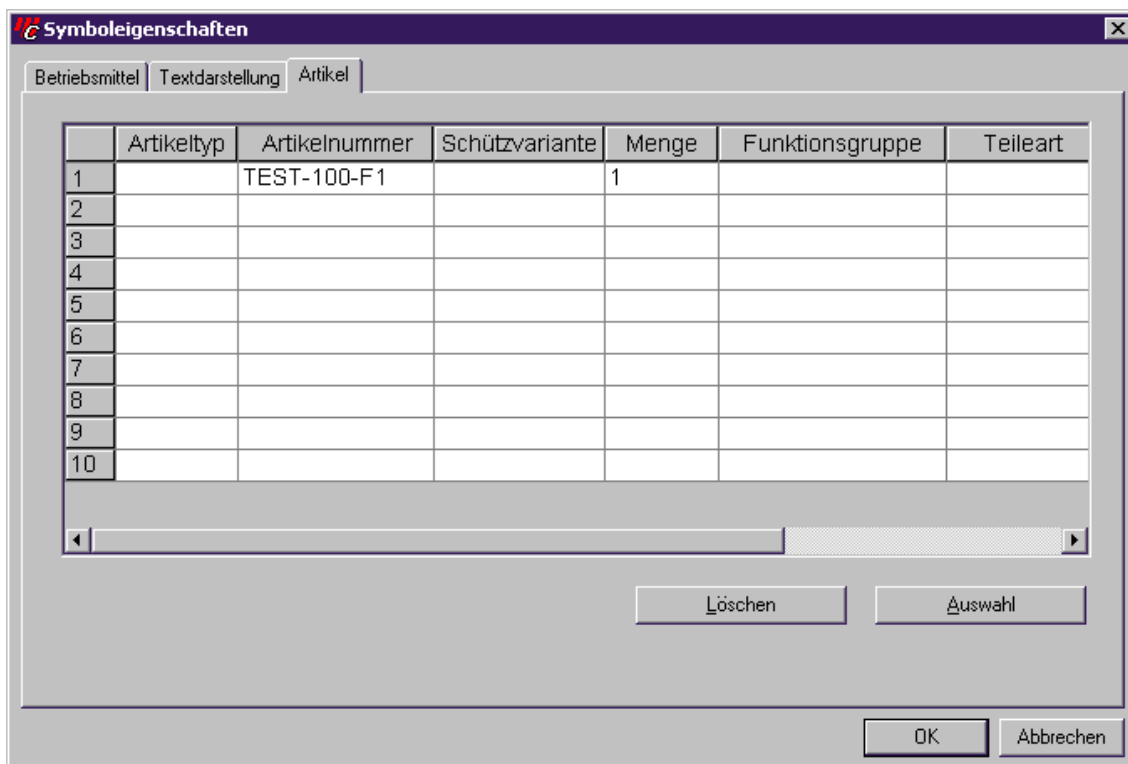 Symboleigenschaften
Betriebsmittel Textdarstellung Artikel
Artikeltyp Artikelnummer Schützvariante Menge Funktionsgruppe Teileart
1 TEST-100-F1 1
2
3
4
5
6
7
8
9
10
Löschen Auswahl
OK Abbrechen